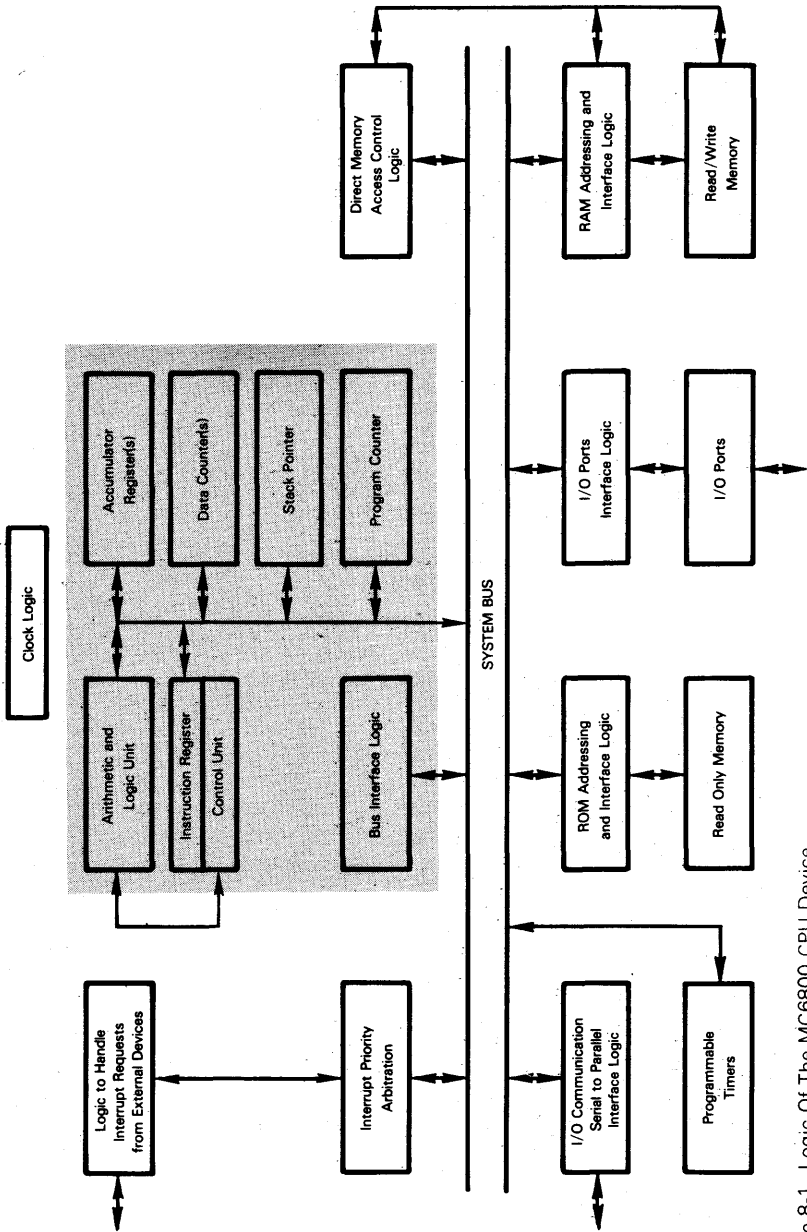 Clock Logic
Logic to Handle
Interrupt Requests
from External Devices
Arithmetic and
Logic Unit
Accumulator
Register(s)
Instruction Register
Control Unit
Data Counter(s)
Stack Pointer
Interrupt Priority
Arbitration
Bus Interface Logic
Program Counter
Direct Memory
Access Control
Logic
SYSTEM BUS
I/O Communication
Serial to Parallel
Interface Logic
ROM Addressing
and Interface Logic
I/O Ports
Interface Logic
RAM Addressing and
Interface Logic
Programmable
Timers
Read Only Memory
I/O Ports
Read/Write
Memory
8-1. Logic Of The MC6800 CPU Device